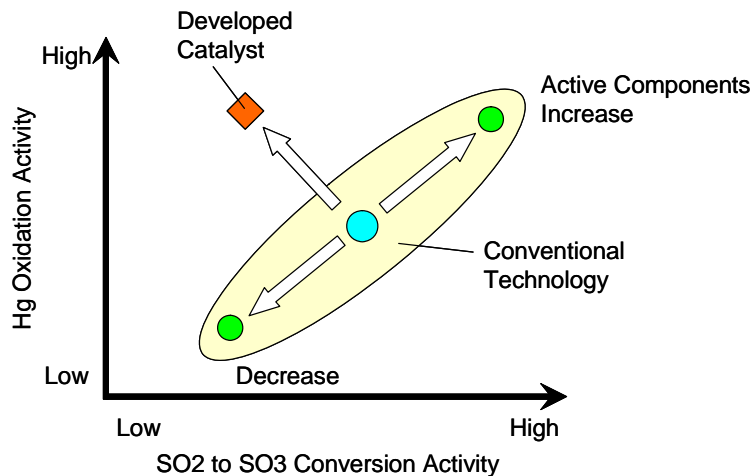 Developed
Catalyst
High
Active Components
Increase
Hg Oxidation Activity
Conventional
Technology
Low
Decrease
Low
High
SO2 to SO3 Conversion Activity